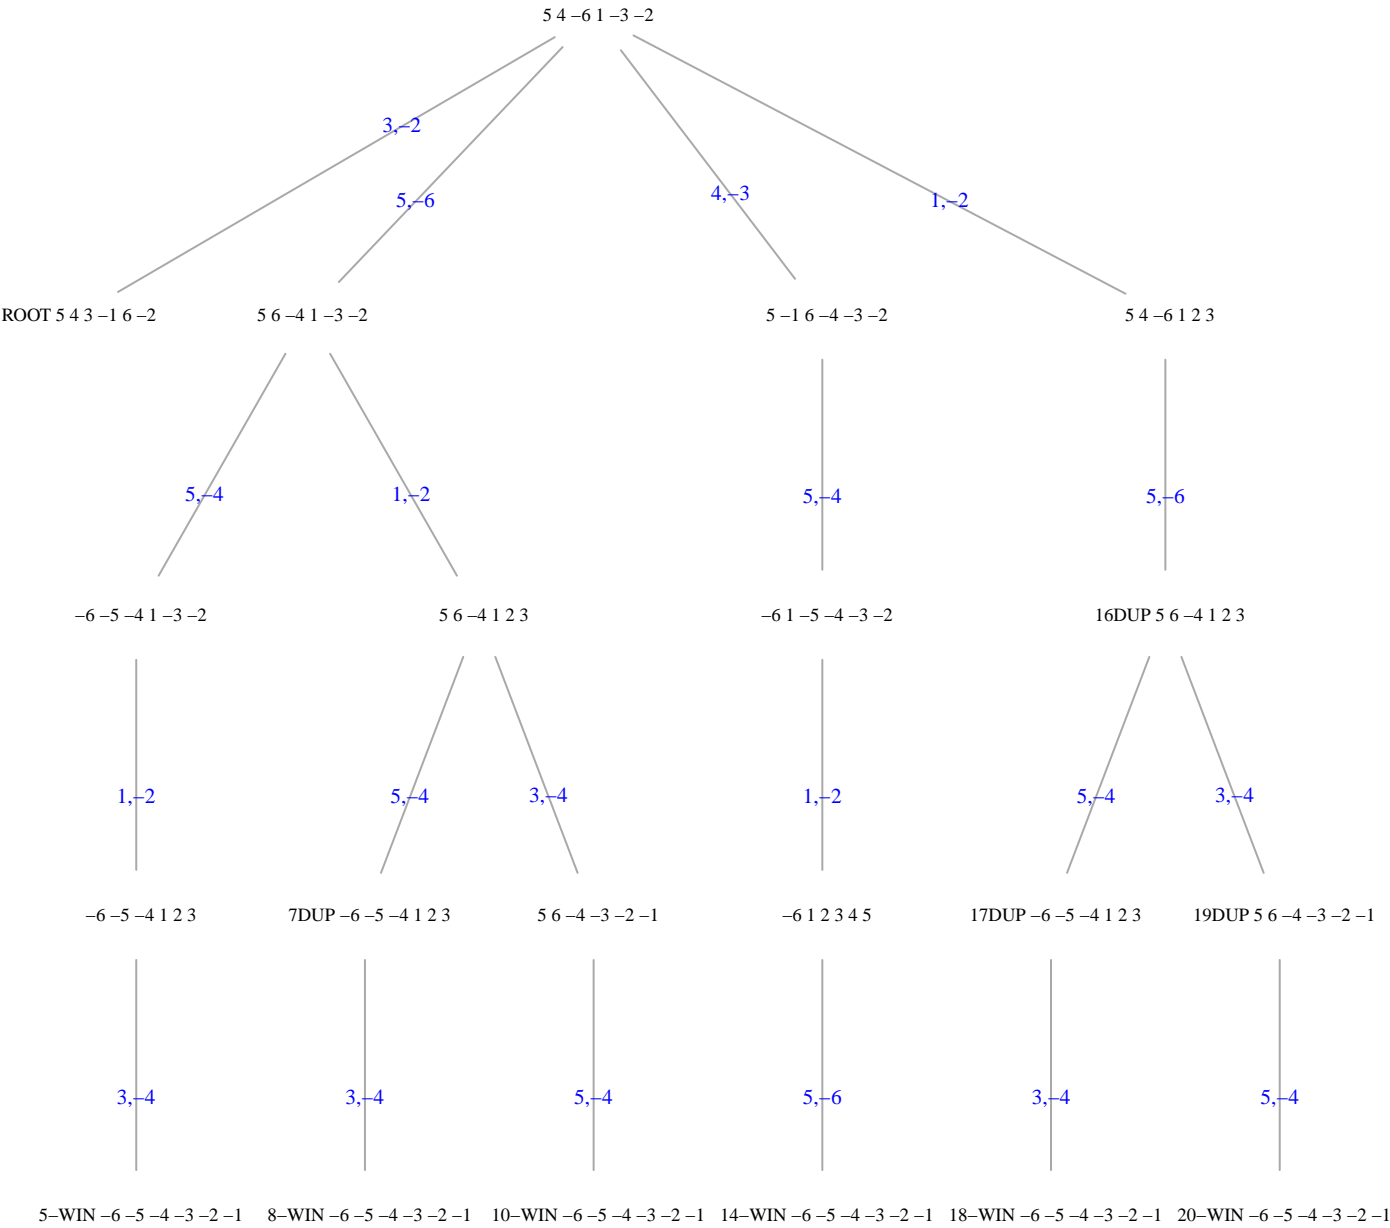 5 4 –6 1 –3 –2
3,–2
5,–6
4,–3
1,–2
ROOT 5 4 3 –1 6 –2
5 6 –4 1 –3 –2
5 –1 6 –4 –3 –2
5 4 –6 1 2 3
5,–4
1,–2
5,–4
5,–6
–6 –5 –4 1 –3 –2
5 6 –4 1 2 3
–6 1 –5 –4 –3 –2
16DUP 5 6 –4 1 2 3
1,–2
5,–4
3,–4
1,–2
5,–4
3,–4
–6 –5 –4 1 2 3
7DUP –6 –5 –4 1 2 3
5 6 –4 –3 –2 –1
–6 1 2 3 4 5
17DUP –6 –5 –4 1 2 3
19DUP 5 6 –4 –3 –2 –1
3,–4
3,–4
5,–4
5,–6
3,–4
5,–4
5–WIN –6 –5 –4 –3 –2 –1
8–WIN –6 –5 –4 –3 –2 –1
10–WIN –6 –5 –4 –3 –2 –1
14–WIN –6 –5 –4 –3 –2 –1
18–WIN –6 –5 –4 –3 –2 –1
20–WIN –6 –5 –4 –3 –2 –1